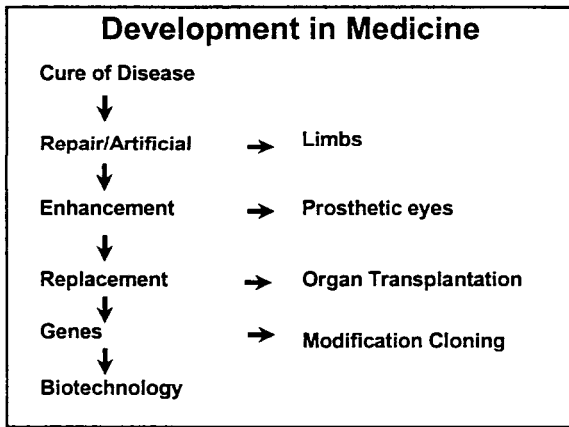 Development in Medicine
Cure of Disease
Repair/Artificial Limbs
Enhancement Prosthetic eyes
Replacement Organ Transplantation
Genes Modification Cloning
Biotechnology